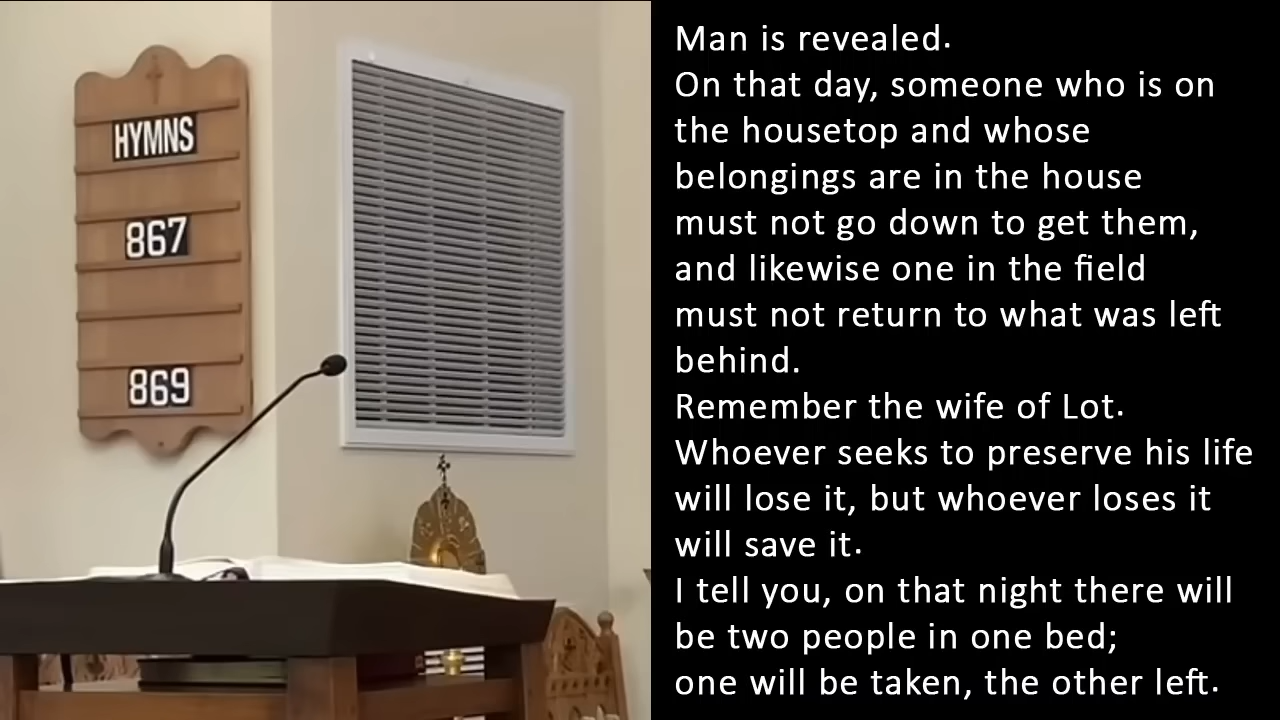 HYMNS
867
869
Man is revealed.
On that day, someone who is on
the housetop and whose
belongings are in the house
must not go down to get them,
and likewise one in the field
must not return to what was left
behind.
Remember the wife of Lot.
Whoever seeks to preserve his life
will lose it, but whoever loses it
will save it.
I tell you, on that night there will
be two people in one bed;
one will be taken, the other left.